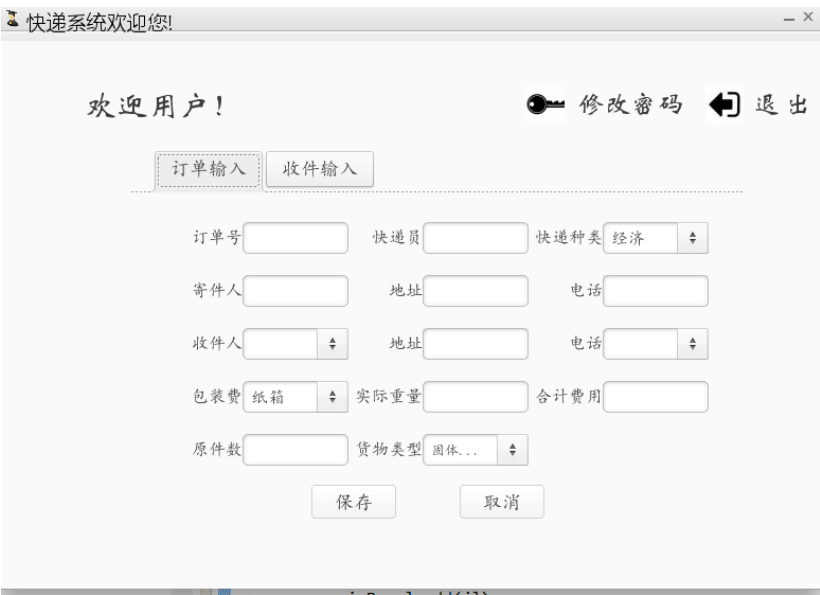 快递系统欢迎您!
欢迎用户!
修改密码 退出
订单输入 收件输入
订单号 快递员 快递种类 经济
寄件人 地址 电话
收件人 地址 电话
包装费 纸箱 实际重量 合计费用
原件数 货物类型 固体...
保存 取消